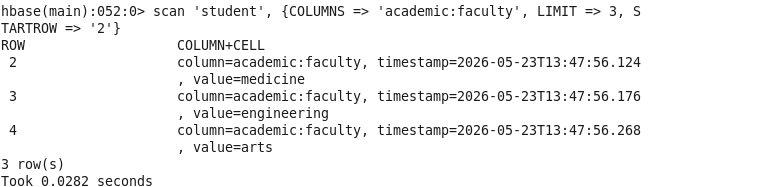 hbase(main):052:0> scan 'student', {COLUMNS => 'academic:faculty', LIMIT => 3, S
TARTROW => '2'}
ROW                   COLUMN+CELL
 2                    column=academic:faculty, timestamp=2026-05-23T13:47:56.124
                      , value=medicine
 3                    column=academic:faculty, timestamp=2026-05-23T13:47:56.176
                      , value=engineering
 4                    column=academic:faculty, timestamp=2026-05-23T13:47:56.268
                      , value=arts
3 row(s)
Took 0.0282 seconds